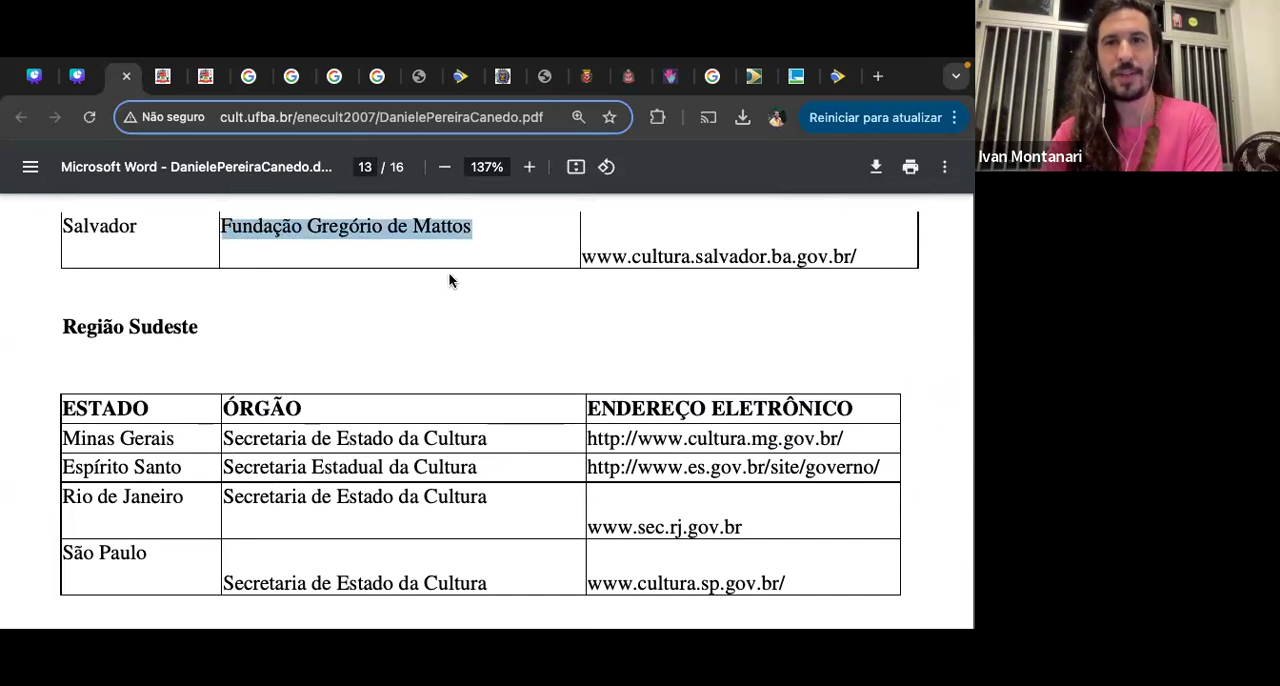 Não seguro
cult.ufba.br/enecult2007/DanielePereiraCanedo.pdf
Reiniciar para atualizar
Microsoft Word - DanielePereiraCanedo.d...
13 / 16
137%
Ivan Montanari
Salvador
Fundação Gregório de Mattos
www.cultura.salvador.ba.gov.br/
Região Sudeste
ESTADO ÓRGÃO ENDEREÇO ELETRÔNICO
Minas Gerais Secretaria de Estado da Cultura http://www.cultura.mg.gov.br/
Espírito Santo Secretaria Estadual da Cultura http://www.es.gov.br/site/governo/
Rio de Janeiro Secretaria de Estado da Cultura
www.sec.rj.gov.br
São Paulo
Secretaria de Estado da Cultura www.cultura.sp.gov.br/